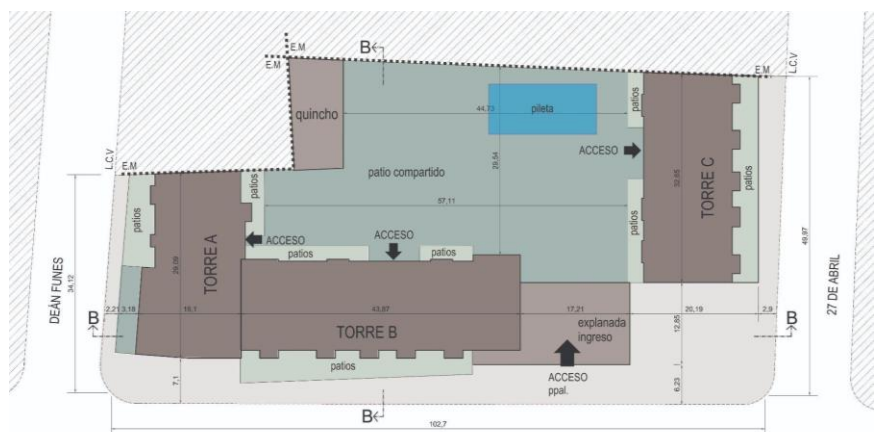 E.M
B
E.M
L.C.V
E.M
quincho
44,73
pileta
patios
ACCESO
TORRE C
patios
patio compartido
29,54
32,65
L.C.V
E.M
patios
TORRE A
29,09
patios
57,11
patios
ACCESO
ACCESO
patios
patios
DEÁN FUNES
34,12
49,97
27 DE ABRIL
2,21
3,18
15,1
43,87
17,21
20,19
2,9
B
TORRE B
explanada
ingreso
12,85
B
patios
ACCESO
ppal.
7,1
6,23
B
102,7